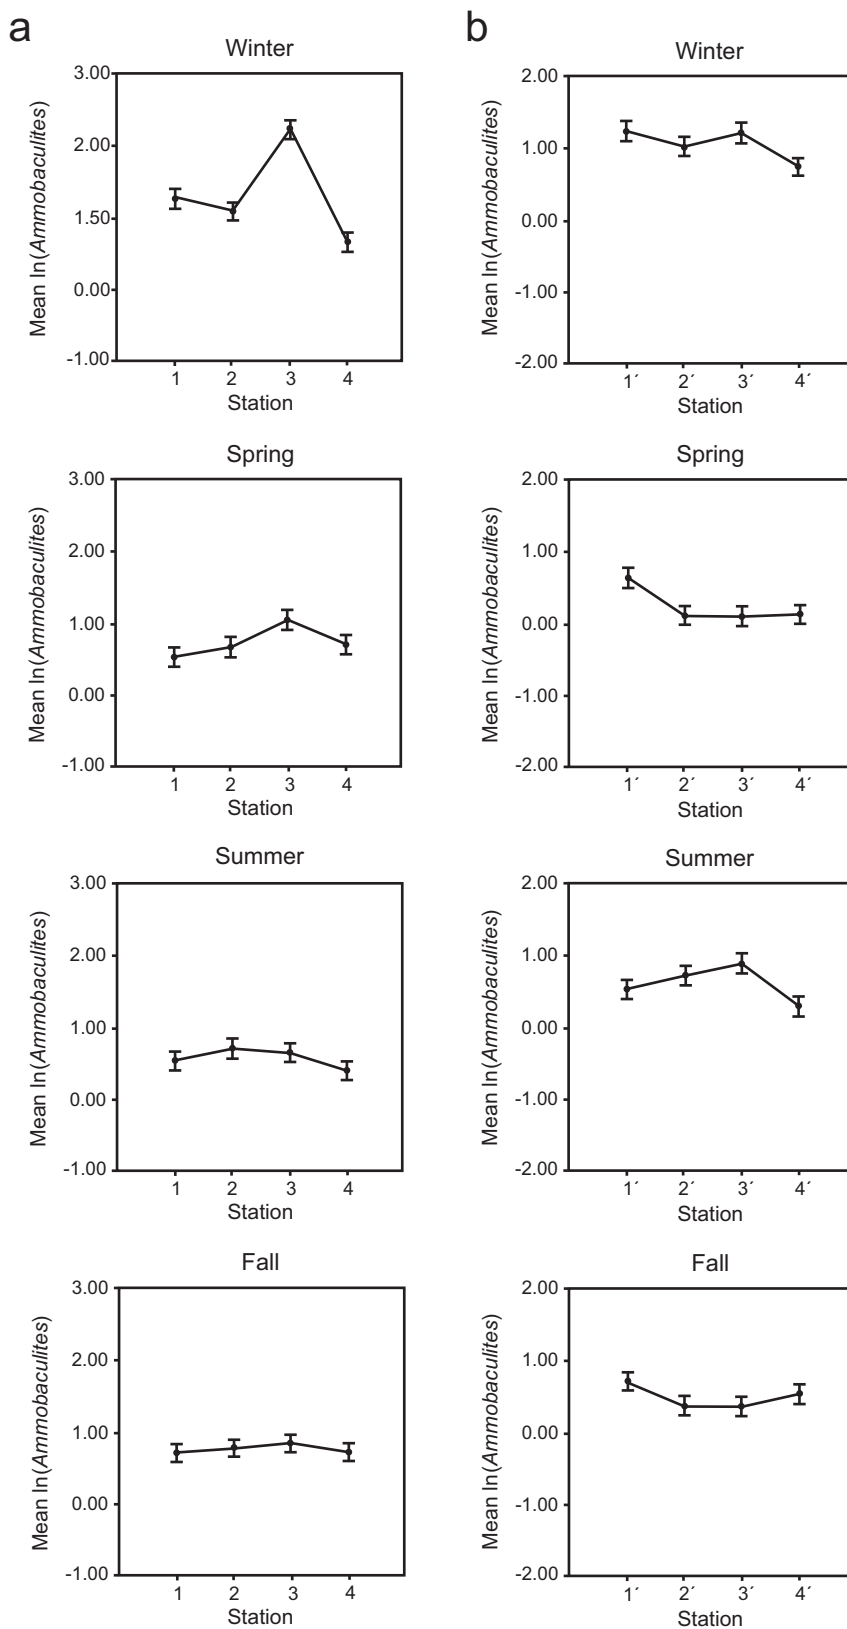 a
Winter
3.00
2.00
1.50
0.00
-1.00
Mean ln(Ammobaculites)
1 2 3 4
Station
Spring
3.00
2.00
1.00
0.00
-1.00
Mean ln(Ammobaculites)
1 2 3 4
Station
Summer
3.00
2.00
1.00
0.00
-1.00
Mean ln(Ammobaculites)
1 2 3 4
Station
Fall
3.00
2.00
1.00
0.00
-1.00
Mean ln(Ammobaculites)
1 2 3 4
Station
b
Winter
2.00
1.00
0.00
-1.00
-2.00
Mean ln(Ammobaculites)
1´ 2´ 3´ 4´
Station
Spring
2.00
1.00
0.00
-1.00
-2.00
Mean ln(Ammobaculites)
1´ 2´ 3´ 4´
Station
Summer
2.00
1.00
0.00
-1.00
-2.00
Mean ln(Ammobaculites)
1´ 2´ 3´ 4´
Station
Fall
2.00
1.00
0.00
-1.00
-2.00
Mean ln(Ammobaculites)
1´ 2´ 3´ 4´
Station